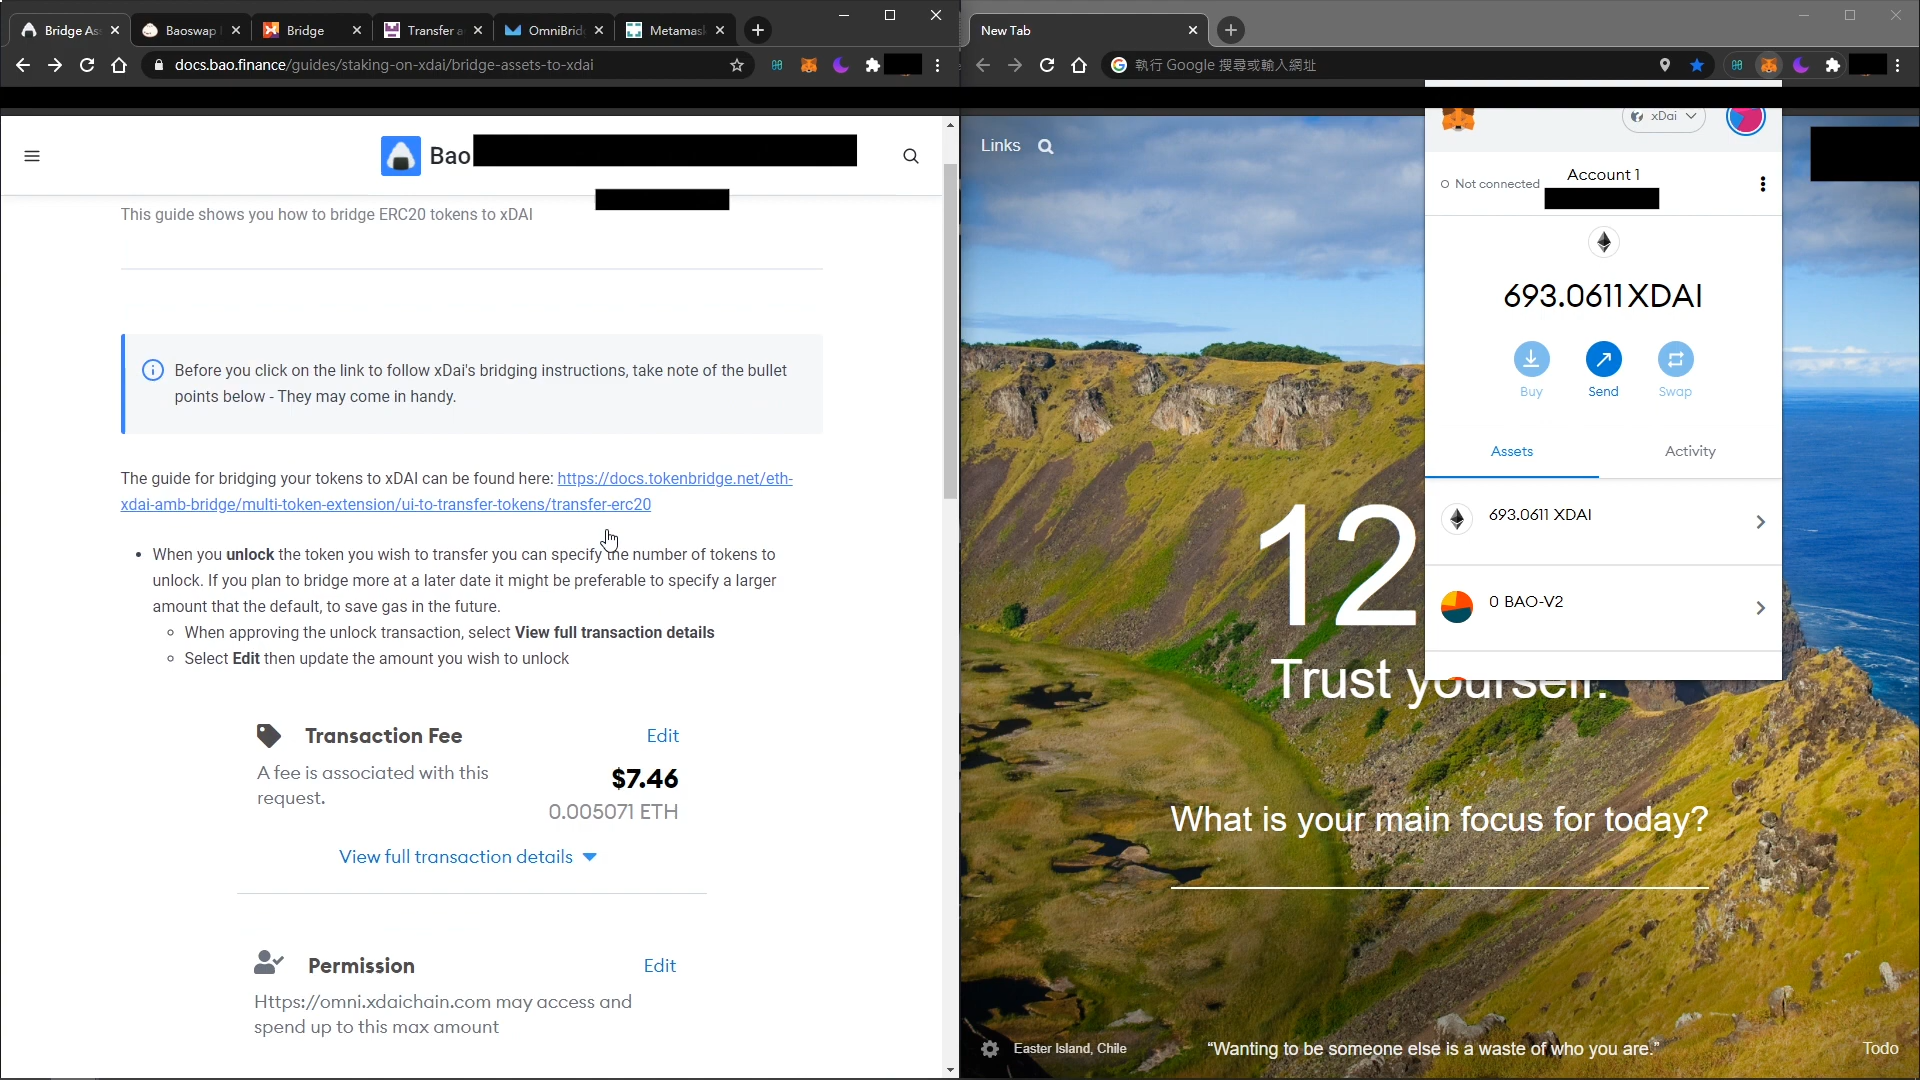 Bridge As
Baoswap
Bridge
Transfer a
OmniBrid
Metamas
docs.bao.finance/guides/staking-on-xdai/bridge-assets-to-xdai
Bao
This guide shows you how to bridge ERC20 tokens to xDAI
Before you click on the link to follow xDai's bridging instructions, take note of the bullet
points below - They may come in handy.
The guide for bridging your tokens to xDAI can be found here: https://docs.tokenbridge.net/eth-
xdai-amb-bridge/multi-token-extension/ui-to-transfer-tokens/transfer-erc20
• When you unlock the token you wish to transfer you can specify the number of tokens to
unlock. If you plan to bridge more at a later date it might be preferable to specify a larger
amount that the default, to save gas in the future.
When approving the unlock transaction, select View full transaction details
Select Edit then update the amount you wish to unlock
Transaction Fee Edit
A fee is associated with this
request.
$7.46
0.005071 ETH
View full transaction details
Permission Edit
Https://omni.xdaichain.com may access and
spend up to this max amount
New Tab
執行 Google 搜尋或輸入網址
Links
xDai
Not connected
Account 1
693.0611 XDAI
Buy
Send
Swap
Assets
Activity
693.0611 XDAI
0 BAO-V2
12
Trust yourself.
What is your main focus for today?
Easter Island, Chile
“Wanting to be someone else is a waste of who you are.”
Todo